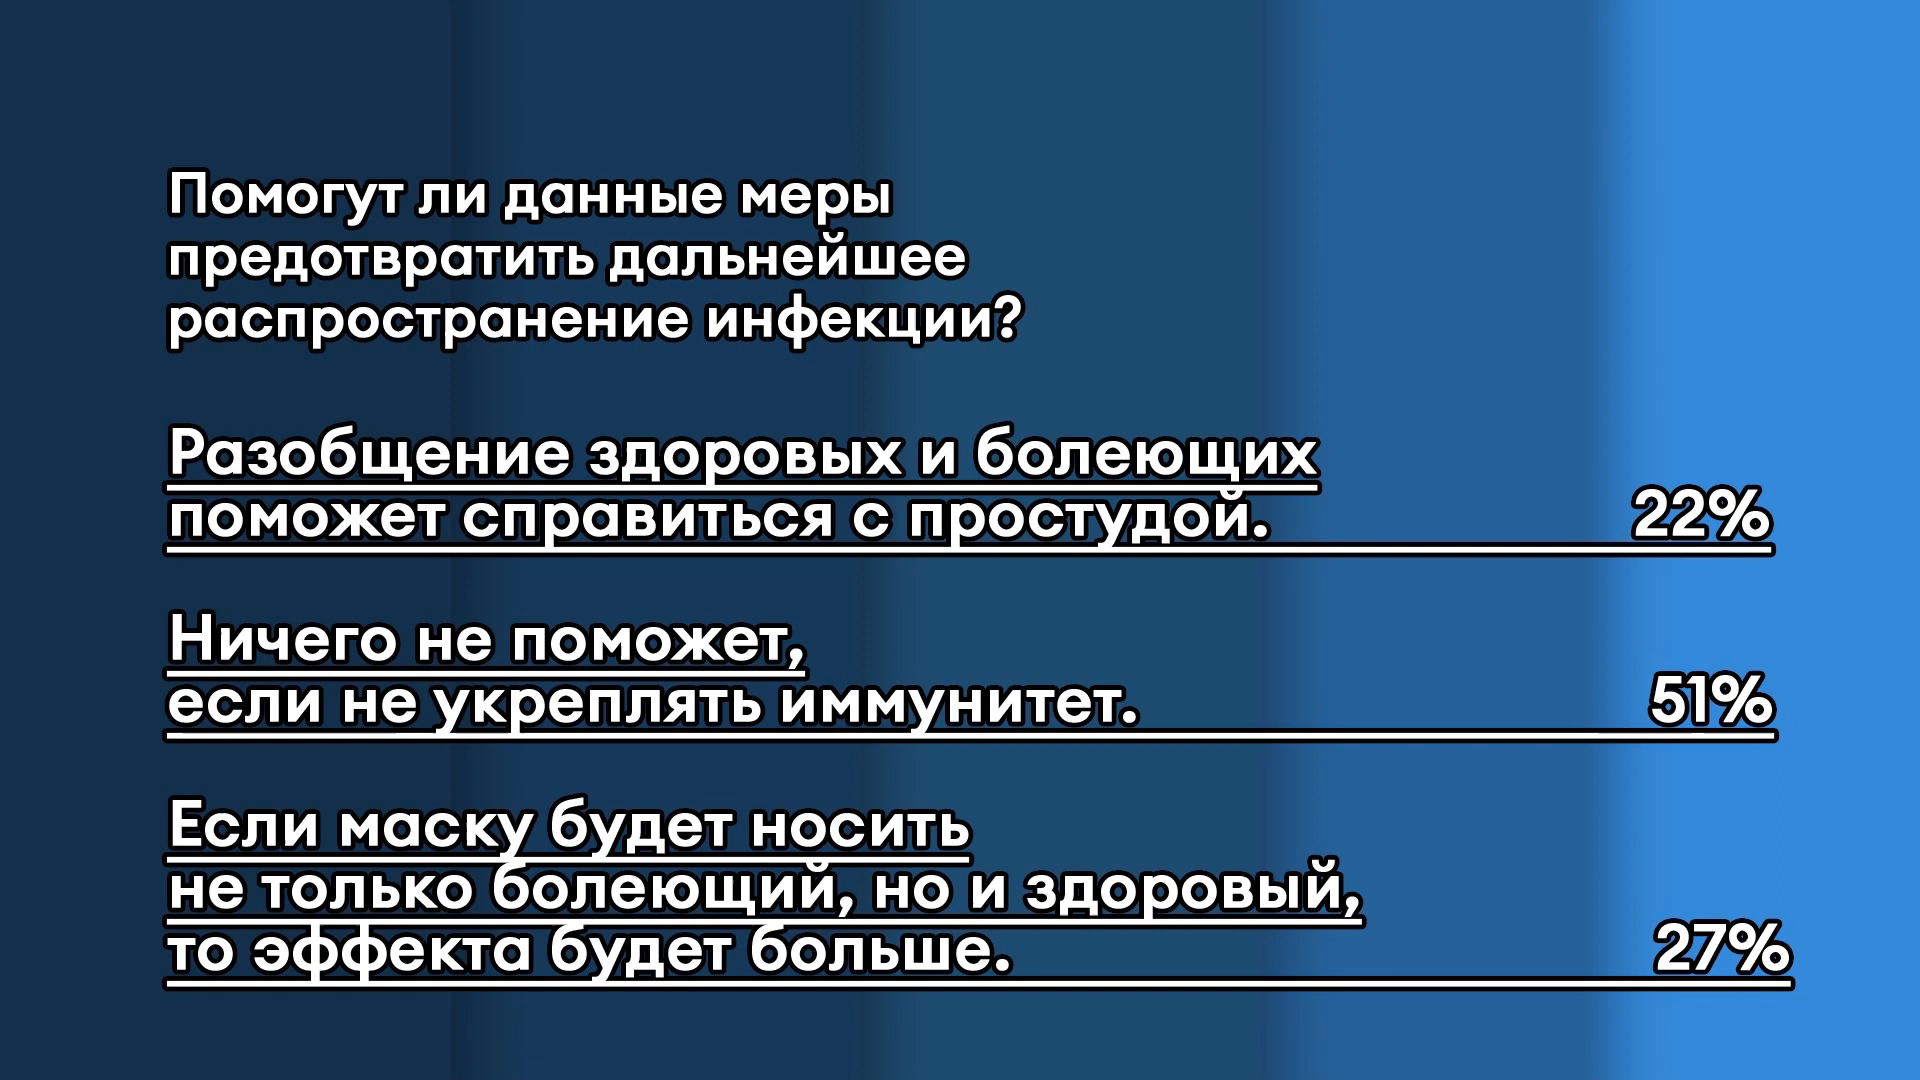 Помогут ли данные меры
предотвратить дальнейшее
распространение инфекции?
Разобщение здоровых и болеющих
поможет справиться с простудой. 22%
Ничего не поможет,
если не укреплять иммунитет. 51%
Если маску будет носить
не только болеющий, но и здоровый,
то эффекта будет больше. 27%